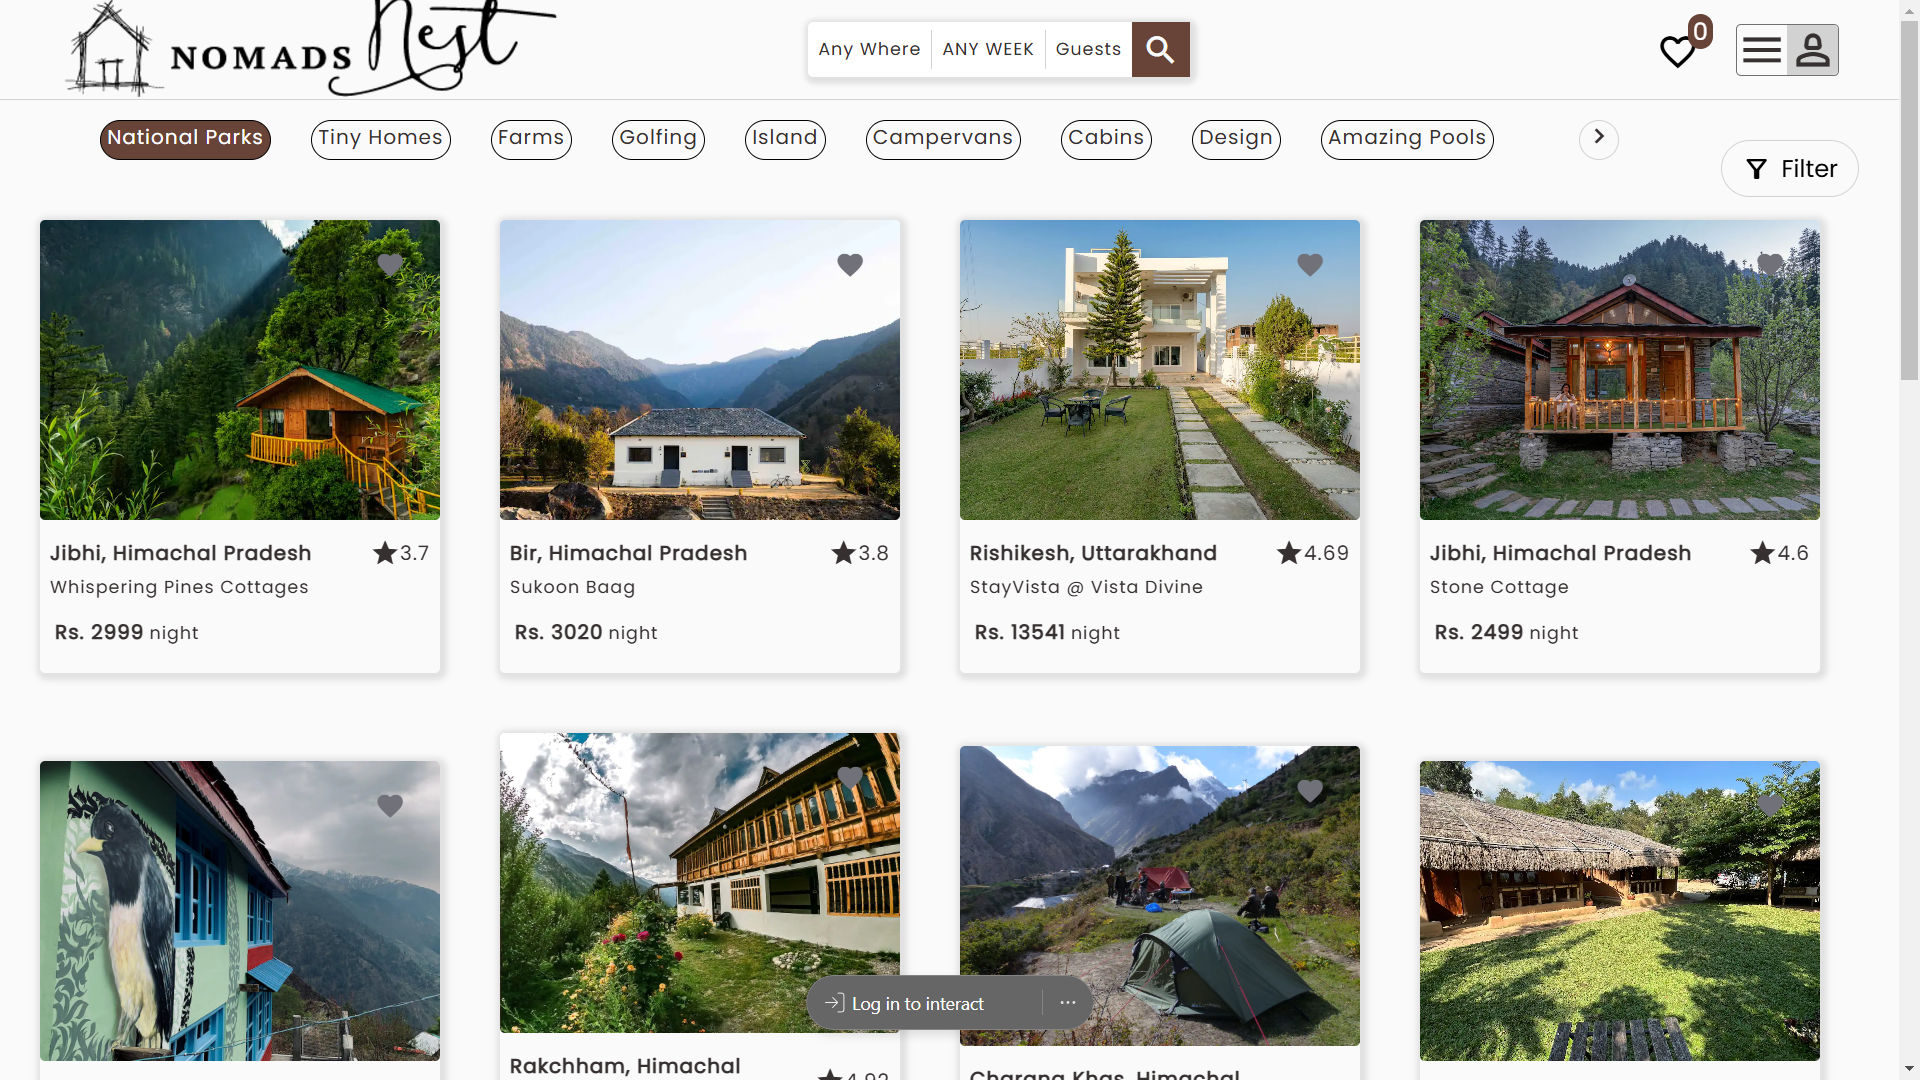 NOMADS Nest
Any Where
ANY WEEK
Guests
0
National Parks
Tiny Homes
Farms
Golfing
Island
Campervans
Cabins
Design
Amazing Pools
Filter
Jibhi, Himachal Pradesh
3.7
Whispering Pines Cottages
Rs. 2999 night
Bir, Himachal Pradesh
3.8
Sukoon Baag
Rs. 3020 night
Rishikesh, Uttarakhand
4.69
StayVista @ Vista Divine
Rs. 13541 night
Jibhi, Himachal Pradesh
4.6
Stone Cottage
Rs. 2499 night
Log in to interact
Rakchham, Himachal
4.92
Charang Khas, Himachal